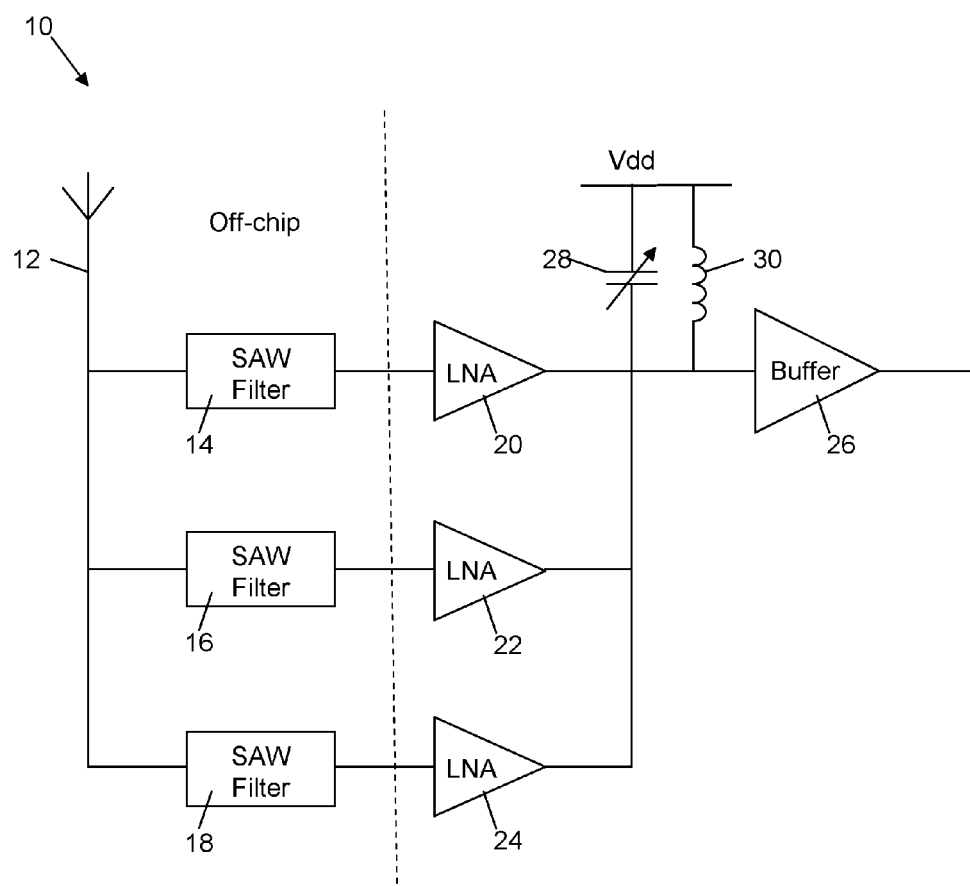 10
Vdd
Off-chip
12
28
30
SAW
Filter
LNA
Buffer
14
20
26
SAW
Filter
LNA
16
22
SAW
Filter
LNA
18
24